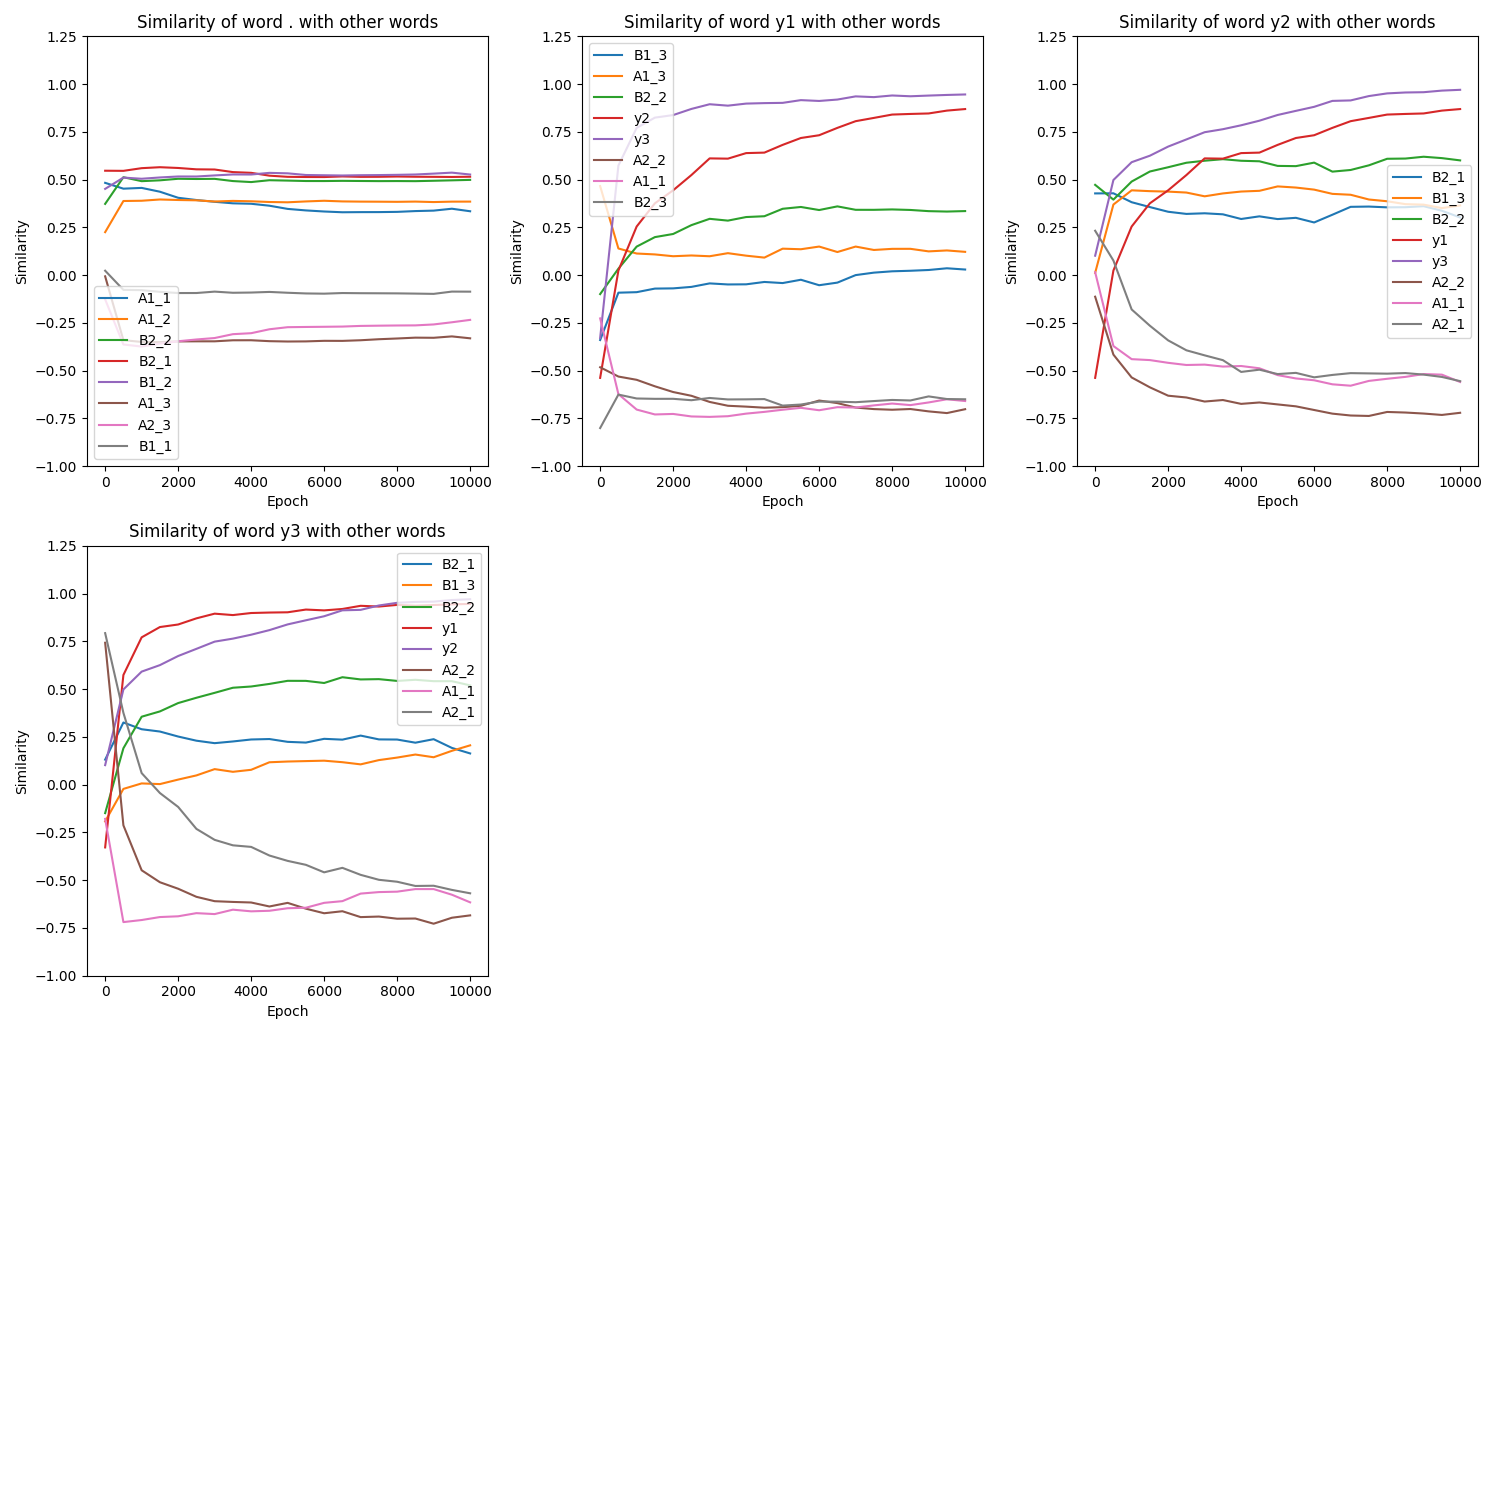 Similarity of word . with other words
1.25
1.00
0.75
0.50
0.25
0.00
−0.25
−0.50
−0.75
−1.00
Similarity
A1_1
A1_2
B2_2
B2_1
B1_2
A1_3
A2_3
B1_1
0 2000 4000 6000 8000 10000
Epoch
Similarity of word y1 with other words
1.25
1.00
0.75
0.50
0.25
0.00
−0.25
−0.50
−0.75
−1.00
Similarity
B1_3
A1_3
B2_2
y2
y3
A2_2
A1_1
B2_3
0 2000 4000 6000 8000 10000
Epoch
Similarity of word y2 with other words
1.25
1.00
0.75
0.50
0.25
0.00
−0.25
−0.50
−0.75
−1.00
Similarity
B2_1
B1_3
B2_2
y1
y3
A2_2
A1_1
A2_1
0 2000 4000 6000 8000 10000
Epoch
Similarity of word y3 with other words
1.25
1.00
0.75
0.50
0.25
0.00
−0.25
−0.50
−0.75
−1.00
Similarity
B2_1
B1_3
B2_2
y1
y2
A2_2
A1_1
A2_1
0 2000 4000 6000 8000 10000
Epoch